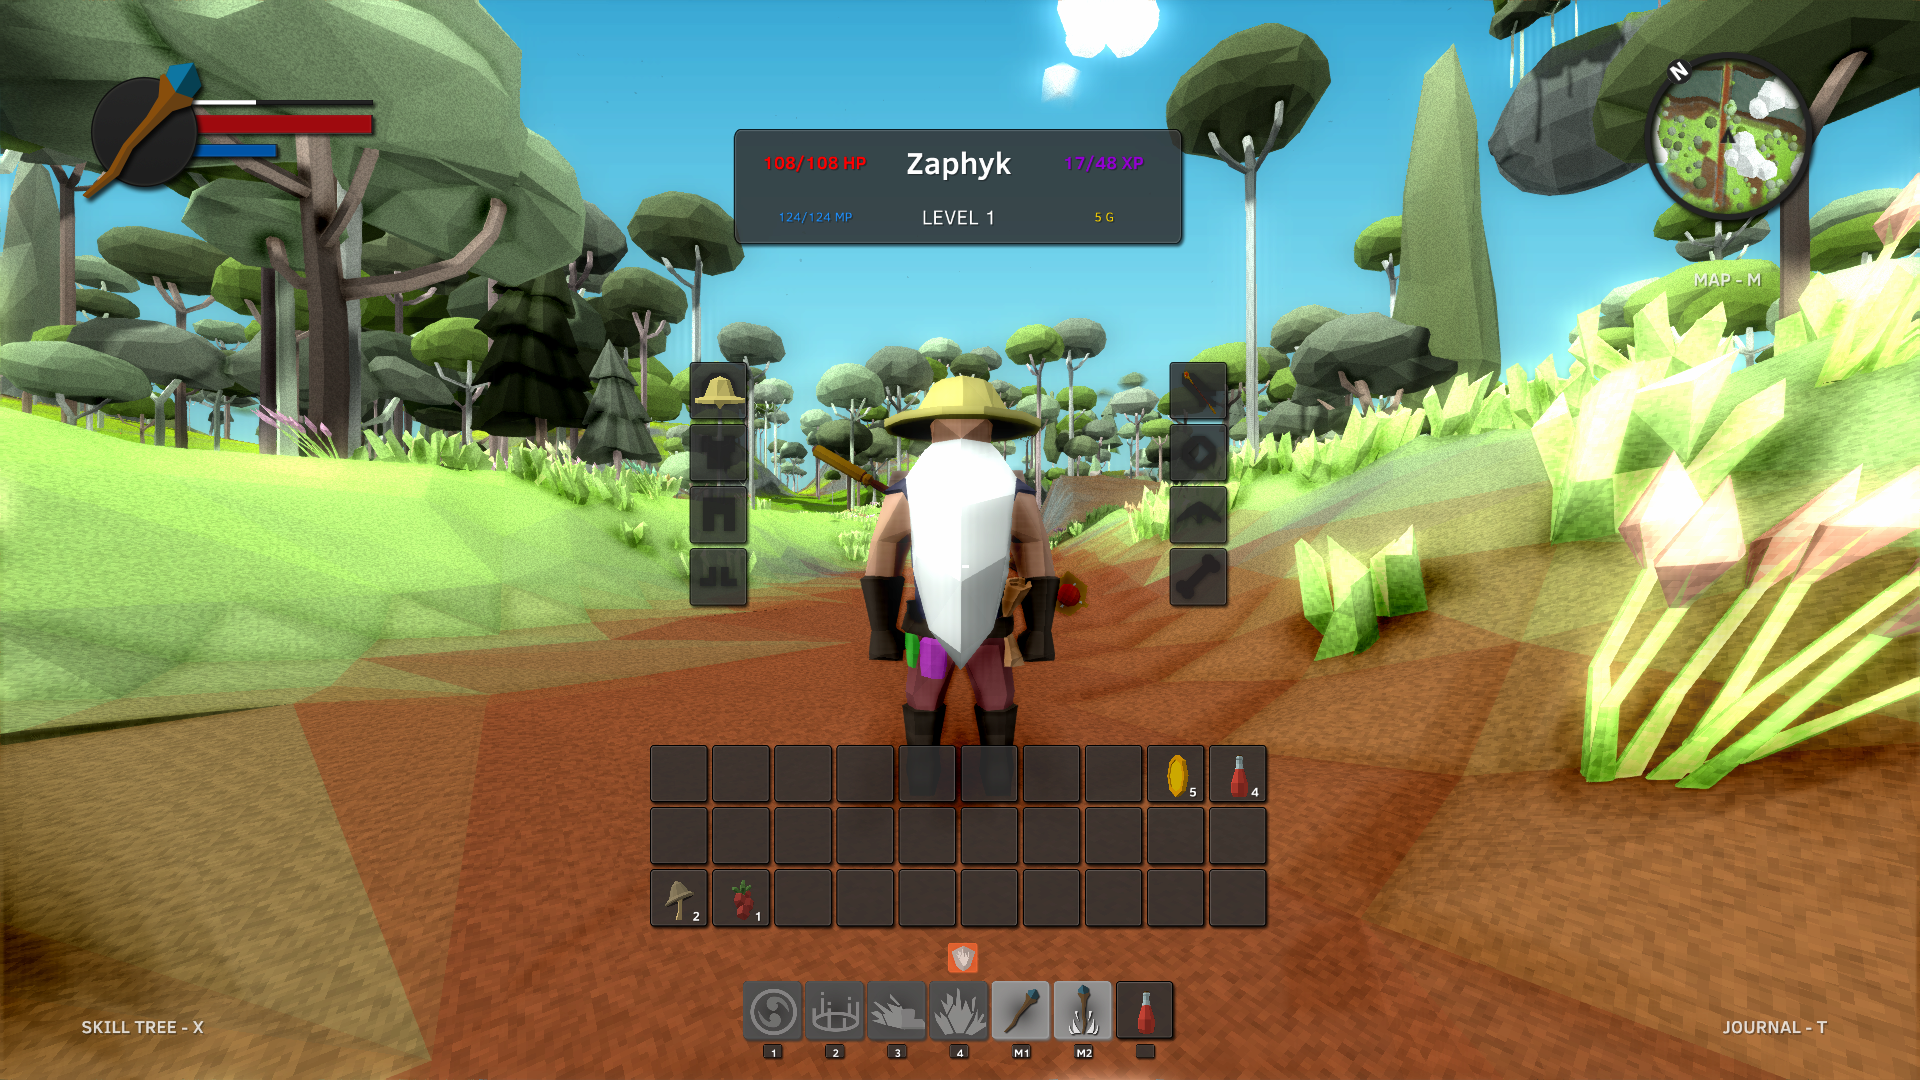 N
108/108 HP
Zaphyk
17/48 XP
124/124 MP
LEVEL 1
5 G
MAP - M
5
4
2
1
SKILL TREE - X
JOURNAL - T
1
2
3
4
M1
M2